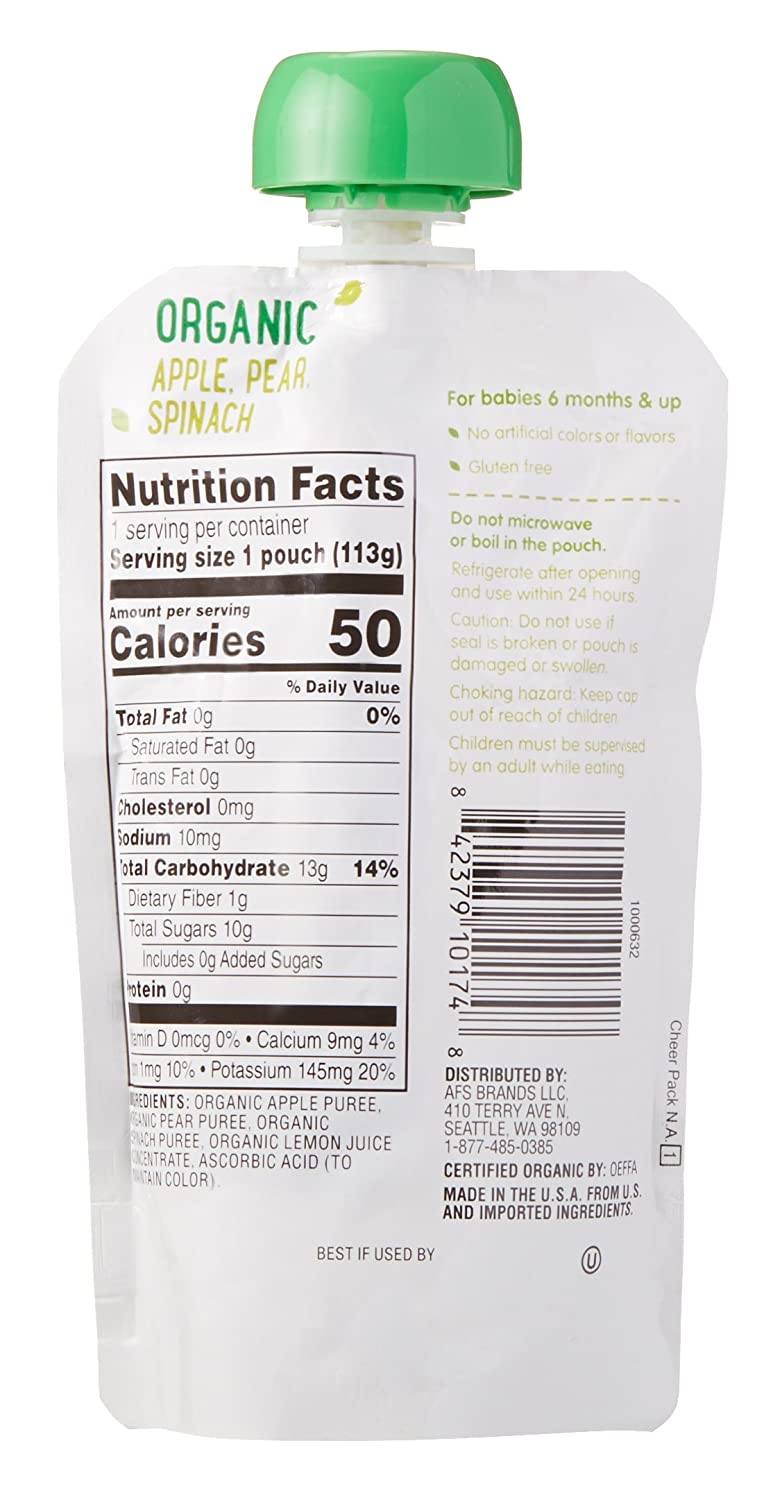 ORGANIC
APPLE, PEAR,
SPINACH
Nutrition Facts
1 serving per container
Serving size 1 pouch (113g)
Amount per serving
Calories 50
% Daily Value
Total Fat 0g 0%
Saturated Fat 0g
Trans Fat 0g
Cholesterol 0mg
Sodium 10mg
Total Carbohydrate 13g 14%
Dietary Fiber 1g
Total Sugars 10g
Includes 0g Added Sugars
Protein 0g
D 0mcg 0% • Calcium 9mg 4%
1mg 10% • Potassium 145mg 20%
INGREDIENTS: ORGANIC APPLE PUREE,
ORGANIC PEAR PUREE, ORGANIC
SPINACH PUREE, ORGANIC LEMON JUICE
CONCENTRATE, ASCORBIC ACID (TO
MAINTAIN COLOR).
For babies 6 months & up
No artificial colors or flavors
Gluten free
Do not microwave
or boil in the pouch.
Refrigerate after opening
and use within 24 hours.
Caution: Do not use if
seal is broken or pouch is
damaged or swollen.
Choking hazard: Keep cap
out of reach of children.
Children must be supervised
by an adult while eating
8 42379 10174 8
1000632
Cheer Pack N.A. 1
DISTRIBUTED BY:
AFS BRANDS LLC,
410 TERRY AVE N,
SEATTLE, WA 98109
1-877-485-0385
CERTIFIED ORGANIC BY: OEFFA
MADE IN THE U.S.A. FROM U.S.
AND IMPORTED INGREDIENTS.
BEST IF USED BY
U